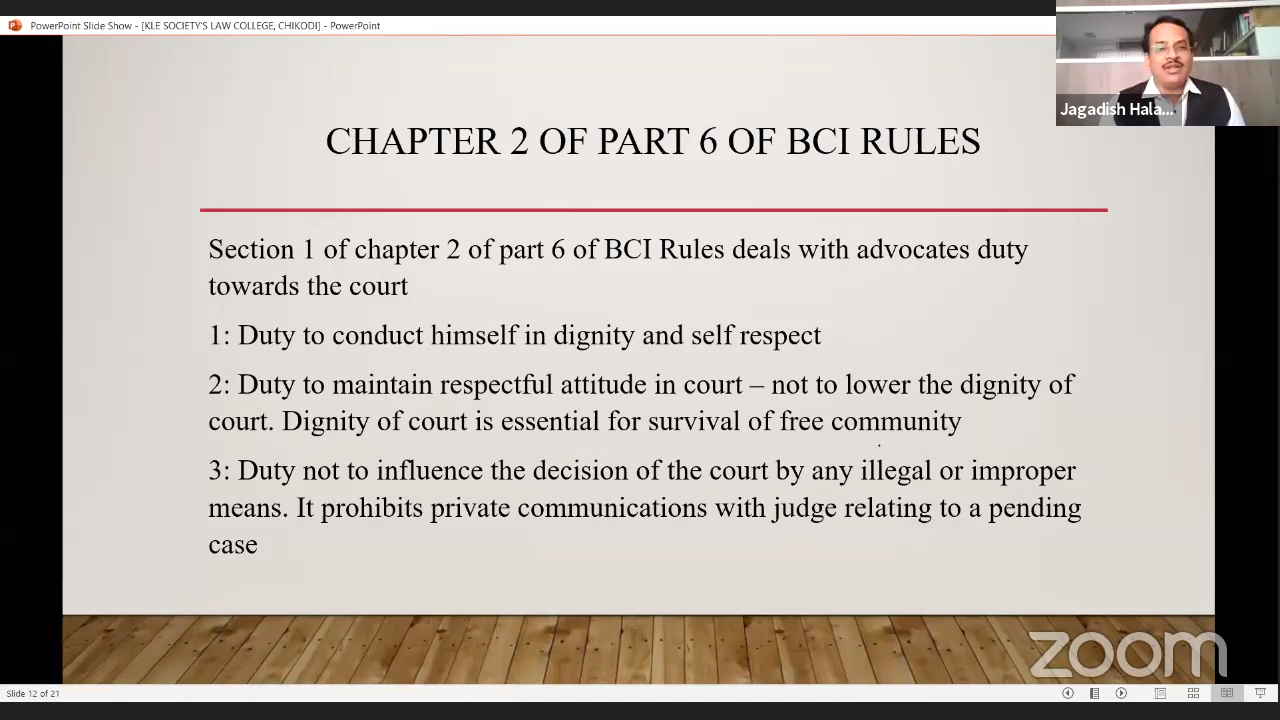 PowerPoint Slide Show - [KLE SOCIETY'S LAW COLLEGE, CHIKODI] - PowerPoint
Jagadish Hala...
CHAPTER 2 OF PART 6 OF BCI RULES
Section 1 of chapter 2 of part 6 of BCI Rules deals with advocates duty
towards the court
1: Duty to conduct himself in dignity and self respect
2: Duty to maintain respectful attitude in court – not to lower the dignity of
court. Dignity of court is essential for survival of free community
3: Duty not to influence the decision of the court by any illegal or improper
means. It prohibits private communications with judge relating to a pending
case
zoom
Slide 12 of 21